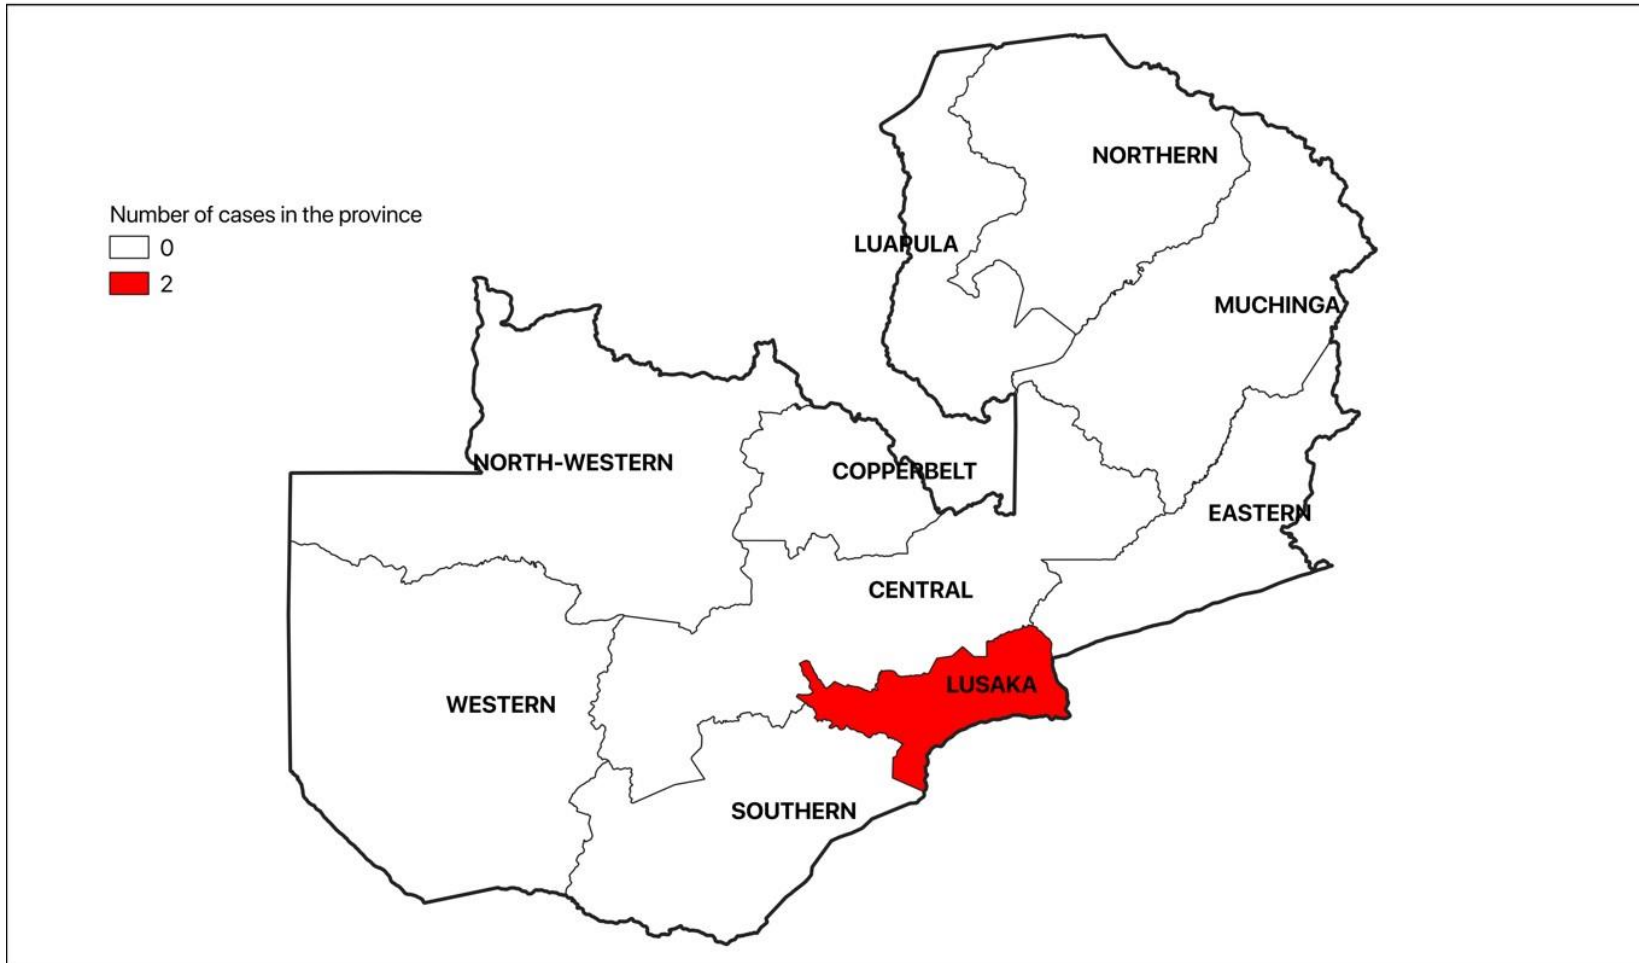 NORTHERN
Number of cases in the province
0
2
LUAPULA
MUCHINGA
NORTH-WESTERN
COPPERBELT
EASTERN
CENTRAL
LUSAKA
WESTERN
SOUTHERN